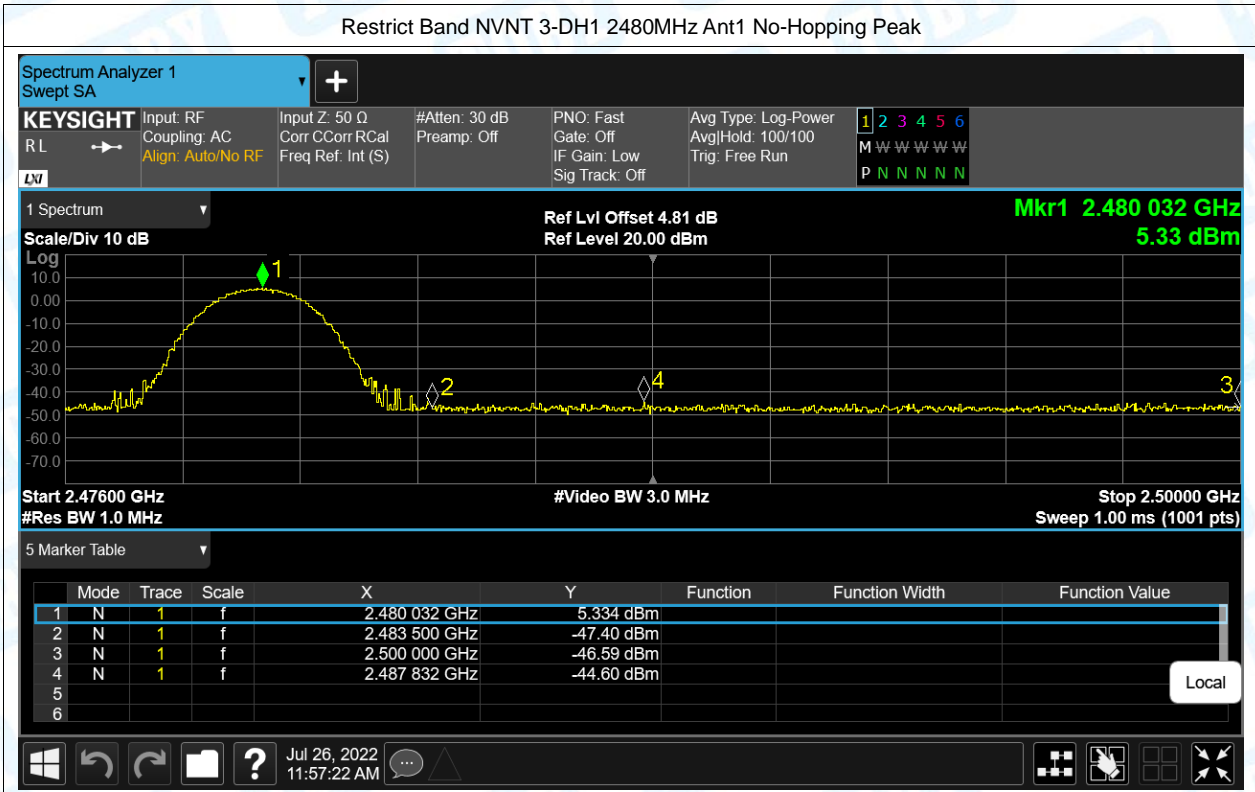 Restrict Band NVNT 3-DH1 2480MHz Ant1 No-Hopping Peak
Spectrum Analyzer 1
Swept SA
KEYSIGHT
R L
LXI
Input: RF
Coupling: AC
Align: Auto/No RF
Input Z: 50 Ω
Corr CCorr RCal
Freq Ref: Int (S)
#Atten: 30 dB
Preamp: Off
PNO: Fast
Gate: Off
IF Gain: Low
Sig Track: Off
Avg Type: Log-Power
Avg|Hold: 100/100
Trig: Free Run
1 2 3 4 5 6
M W W W W W
P N N N N N
1 Spectrum
Scale/Div 10 dB
Ref Lvl Offset 4.81 dB
Ref Level 20.00 dBm
Mkr1 2.480 032 GHz
5.33 dBm
Log
10.0
0.00
-10.0
-20.0
-30.0
-40.0
-50.0
-60.0
-70.0
1
2
4
3
Start 2.47600 GHz
#Res BW 1.0 MHz
#Video BW 3.0 MHz
Stop 2.50000 GHz
Sweep 1.00 ms (1001 pts)
5 Marker Table
Mode Trace Scale X Y Function Function Width Function Value
1 N 1 f 2.480 032 GHz 5.334 dBm
2 N 1 f 2.483 500 GHz -47.40 dBm
3 N 1 f 2.500 000 GHz -46.59 dBm
4 N 1 f 2.487 832 GHz -44.60 dBm
5
6
Local
Jul 26, 2022
11:57:22 AM